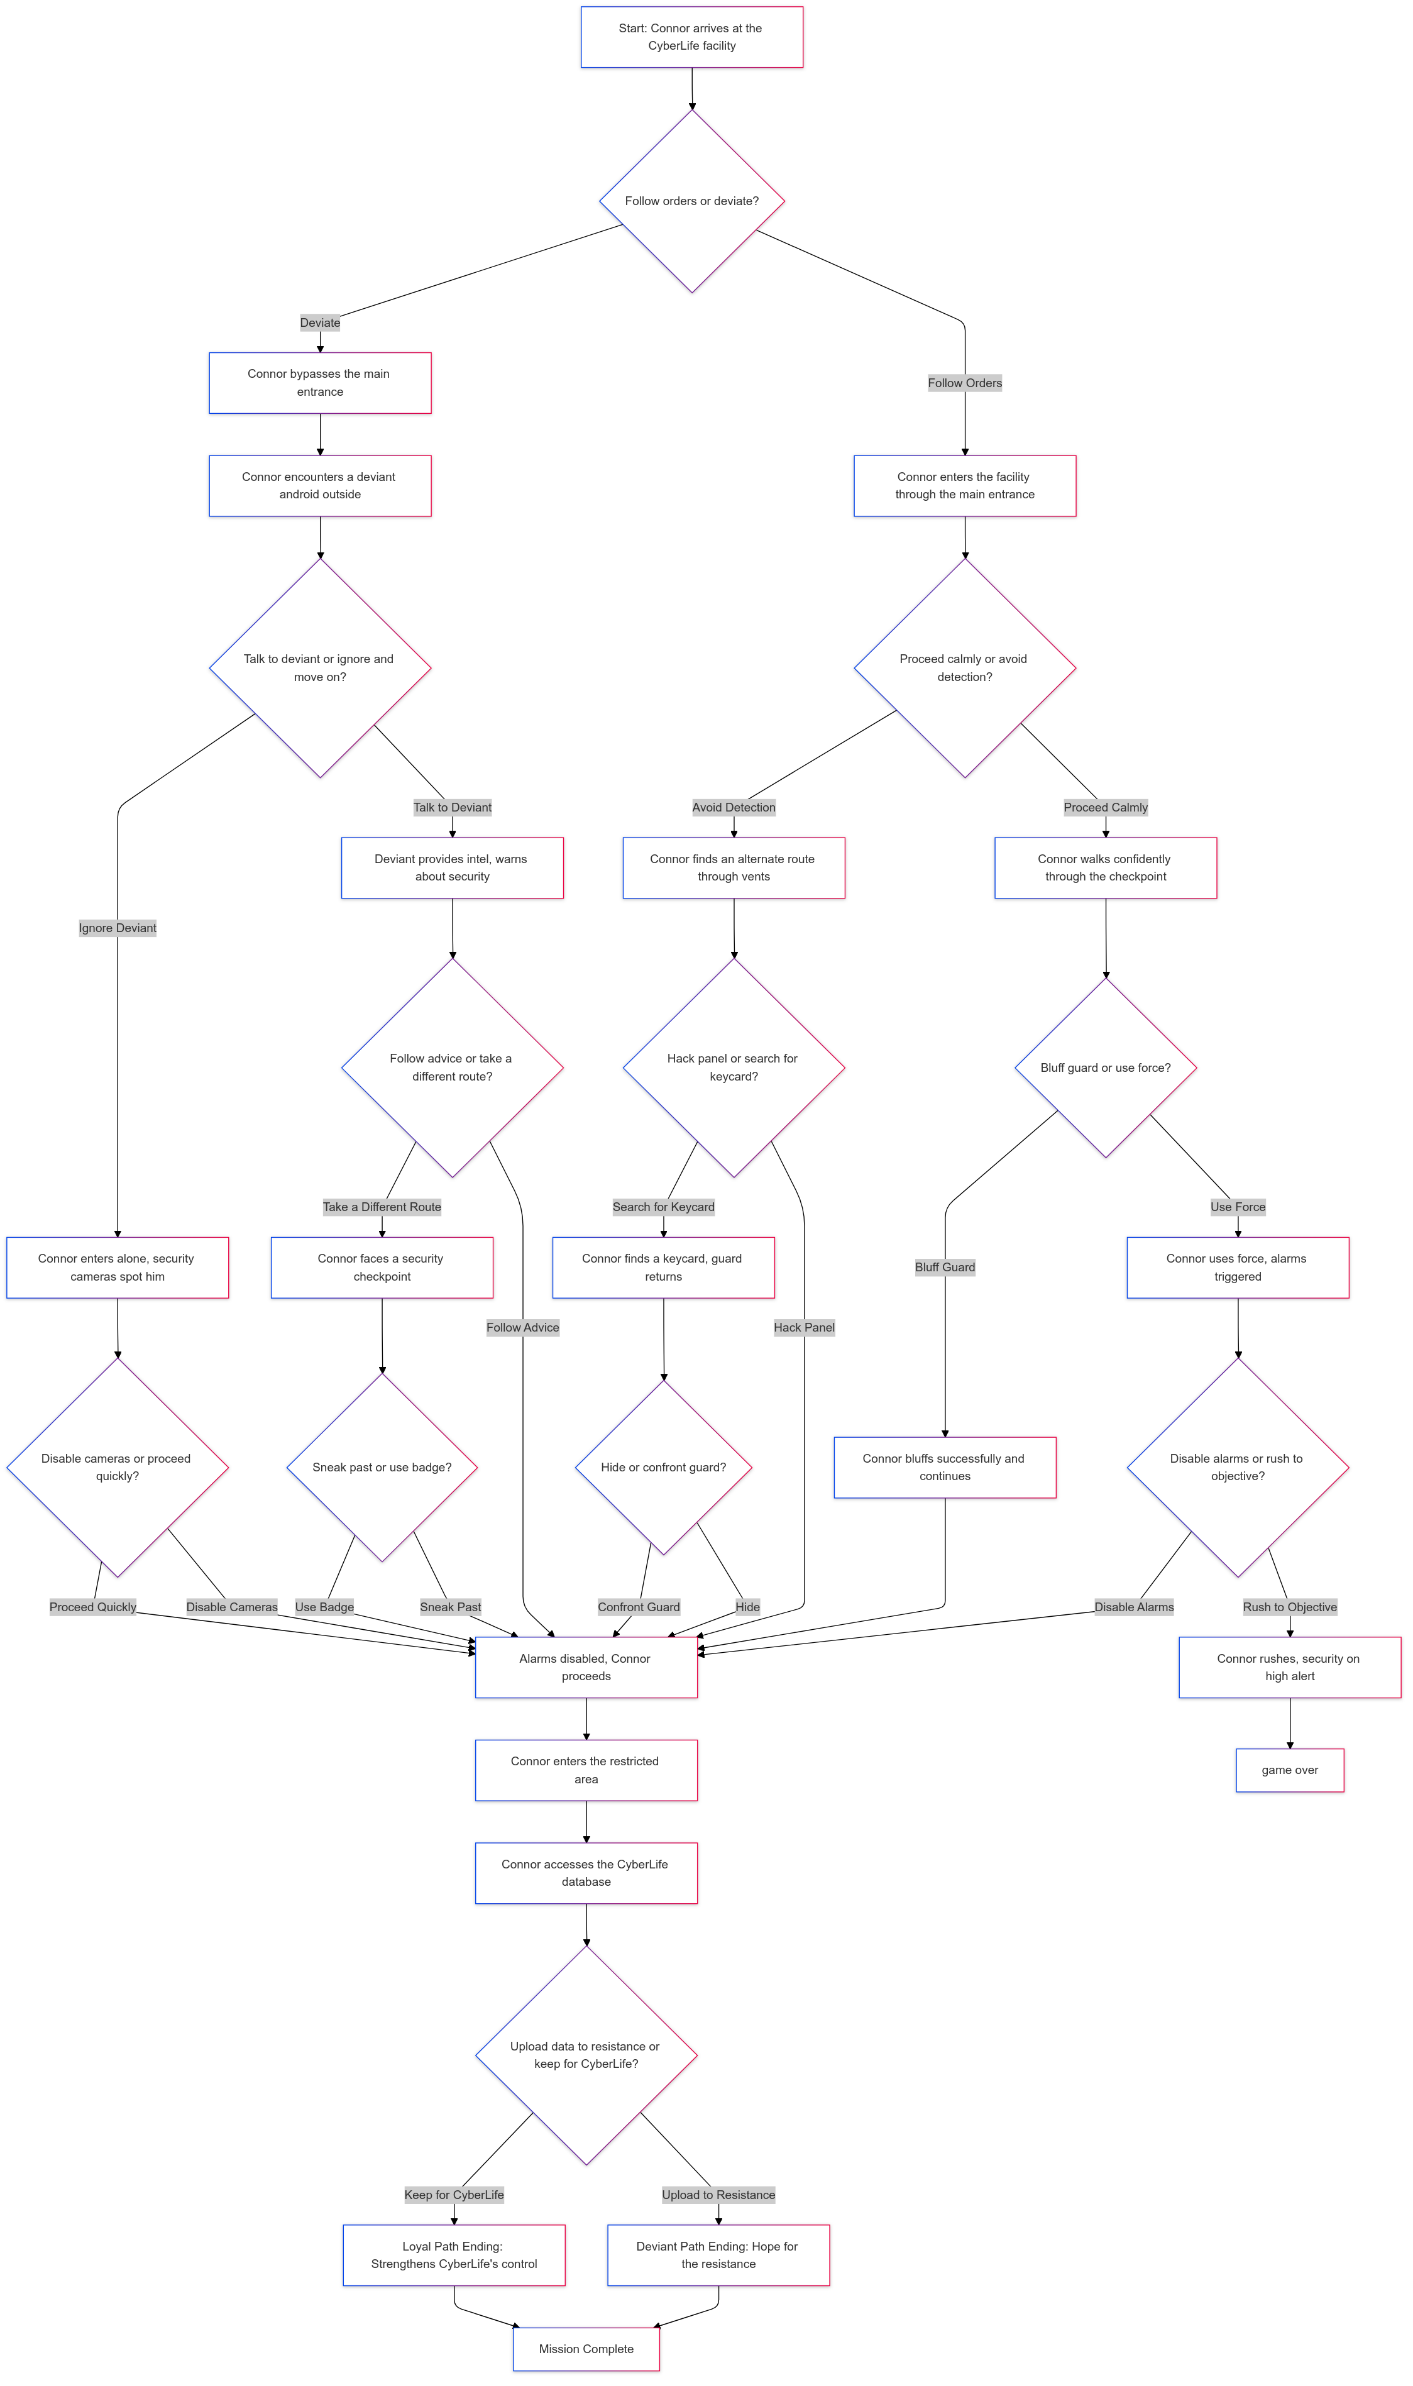 Start: Connor arrives at the
CyberLife facility
Follow orders or deviate?
Deviate
Connor bypasses the main
entrance
Follow Orders
Connor encounters a deviant
android outside
Connor enters the facility
through the main entrance
Talk to deviant or ignore and
move on?
Proceed calmly or avoid
detection?
Talk to Deviant
Avoid Detection
Proceed Calmly
Deviant provides intel, warns
about security
Connor finds an alternate route
through vents
Connor walks confidently
through the checkpoint
Ignore Deviant
Follow advice or take a
different route?
Hack panel or search for
keycard?
Bluff guard or use force?
Take a Different Route
Search for Keycard
Use Force
Connor enters alone, security
cameras spot him
Connor faces a security
checkpoint
Connor finds a keycard, guard
returns
Bluff Guard
Connor uses force, alarms
triggered
Follow Advice
Hack Panel
Disable cameras or proceed
quickly?
Sneak past or use badge?
Hide or confront guard?
Connor bluffs successfully and
continues
Disable alarms or rush to
objective?
Proceed Quickly
Disable Cameras
Use Badge
Sneak Past
Confront Guard
Hide
Disable Alarms
Rush to Objective
Alarms disabled, Connor
proceeds
Connor rushes, security on
high alert
Connor enters the restricted
area
game over
Connor accesses the CyberLife
database
Upload data to resistance or
keep for CyberLife?
Keep for CyberLife
Upload to Resistance
Loyal Path Ending:
Strengthens CyberLife's control
Deviant Path Ending: Hope for
the resistance
Mission Complete